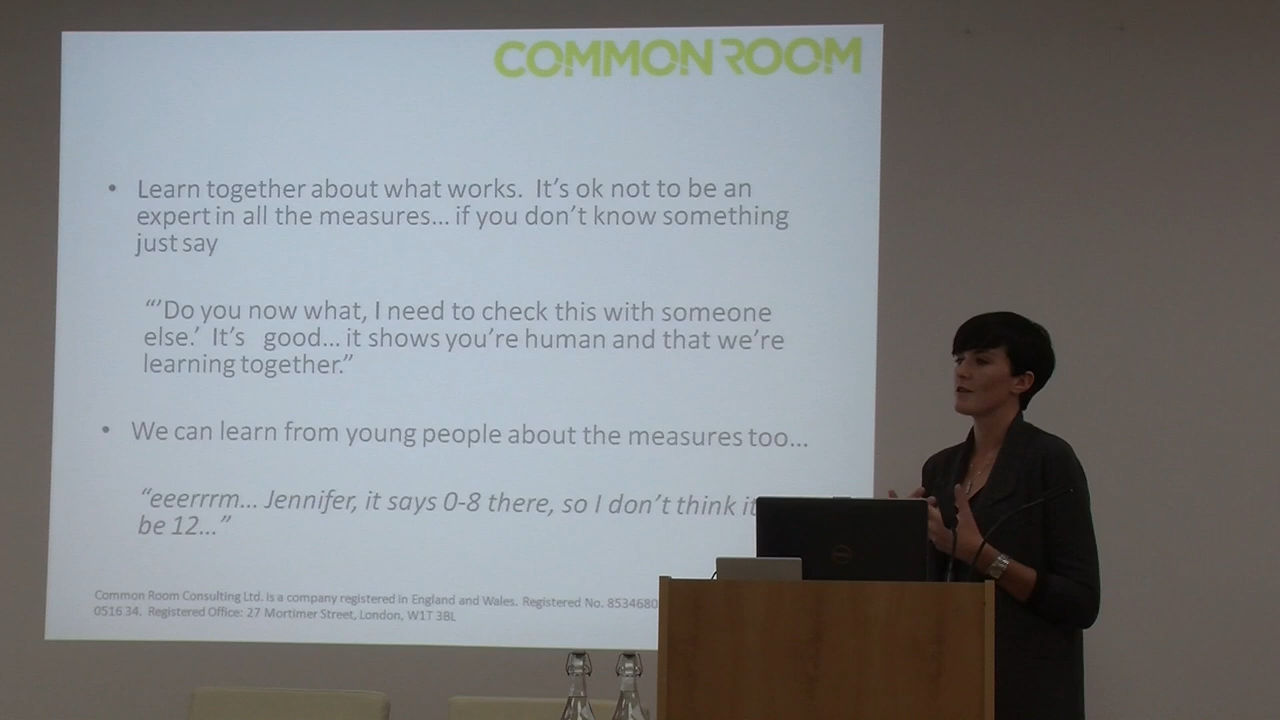 COMMON ROOM
• Learn together about what works. It's ok not to be an
expert in all the measures... if you don't know something
just say
"'Do you now what, I need to check this with someone
else.' It's good... it shows you're human and that we're
learning together."
• We can learn from young people about the measures too...
"eeerrrm... Jennifer, it says 0-8 there, so I don't think it
be 12..."
Common Room Consulting Ltd. Is a company registered in England and Wales. Registered No. 8534680
0516 34. Registered Office: 27 Mortimer Street, London, W1T 3BL
DELL